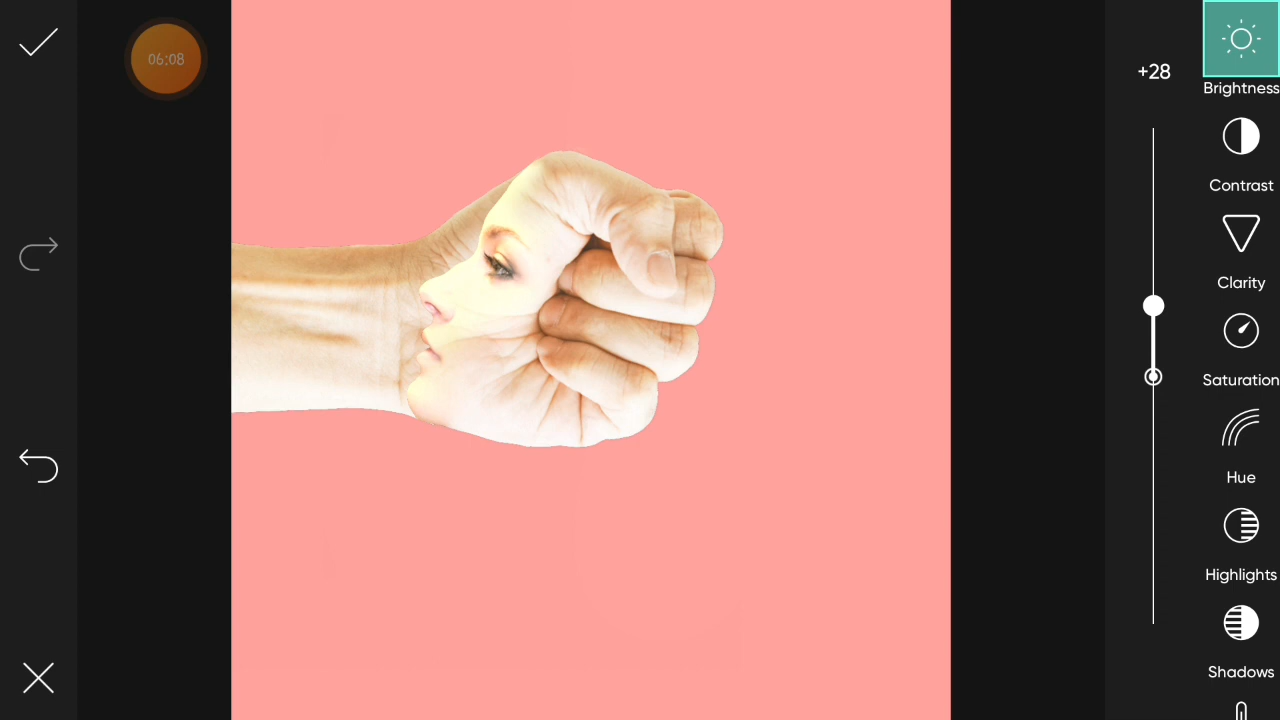 06:08
+28
Brightness
Contrast
Clarity
Saturation
Hue
Highlights
Shadows